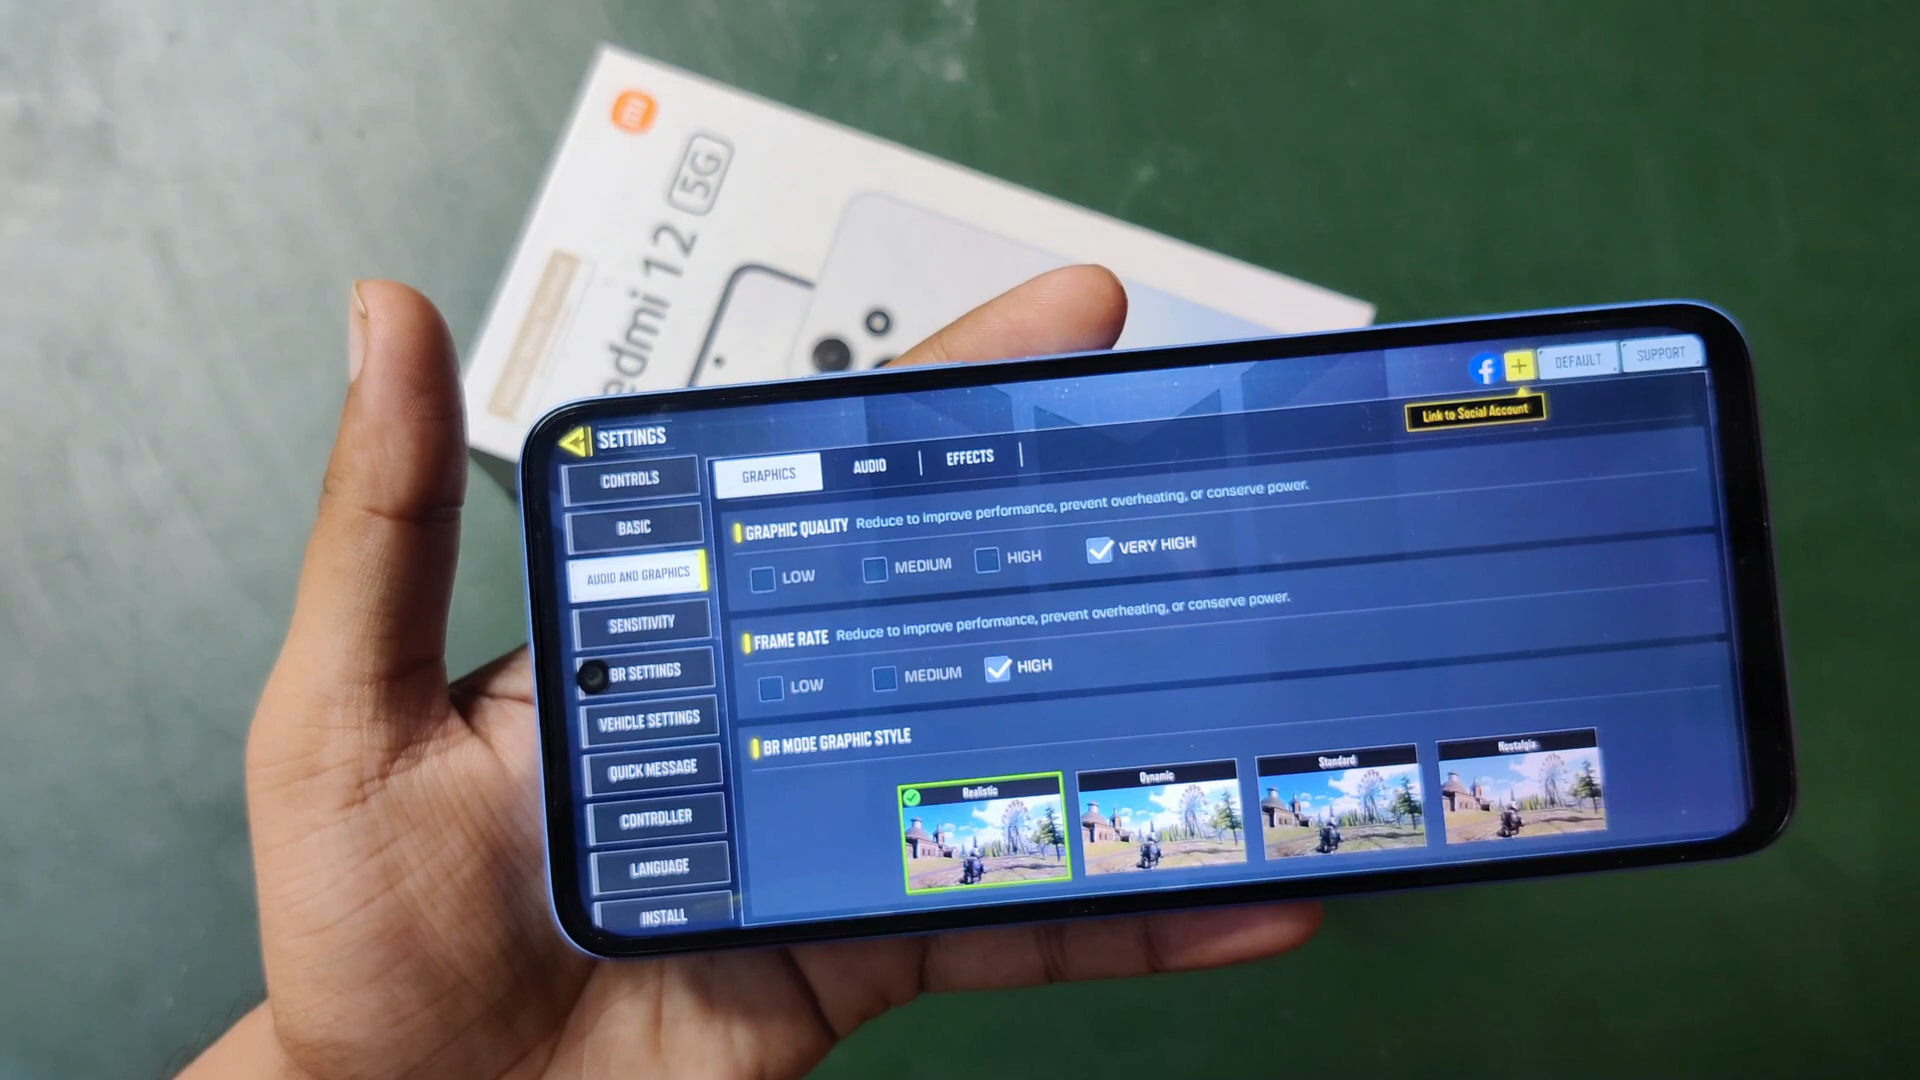 mi
edmi 12 5G
SETTINGS
DEFAULT
SUPPORT
Link to Social Account
CONTROLS
BASIC
AUDIO AND GRAPHICS
SENSITIVITY
BR SETTINGS
VEHICLE SETTINGS
QUICK MESSAGE
CONTROLLER
LANGUAGE
INSTALL
GRAPHICS
AUDIO
EFFECTS
GRAPHIC QUALITY Reduce to improve performance, prevent overheating, or conserve power.
LOW MEDIUM HIGH VERY HIGH
FRAME RATE Reduce to improve performance, prevent overheating, or conserve power.
LOW MEDIUM HIGH
BR MODE GRAPHIC STYLE
Realistic
Dynamic
Standard
Nostalgia